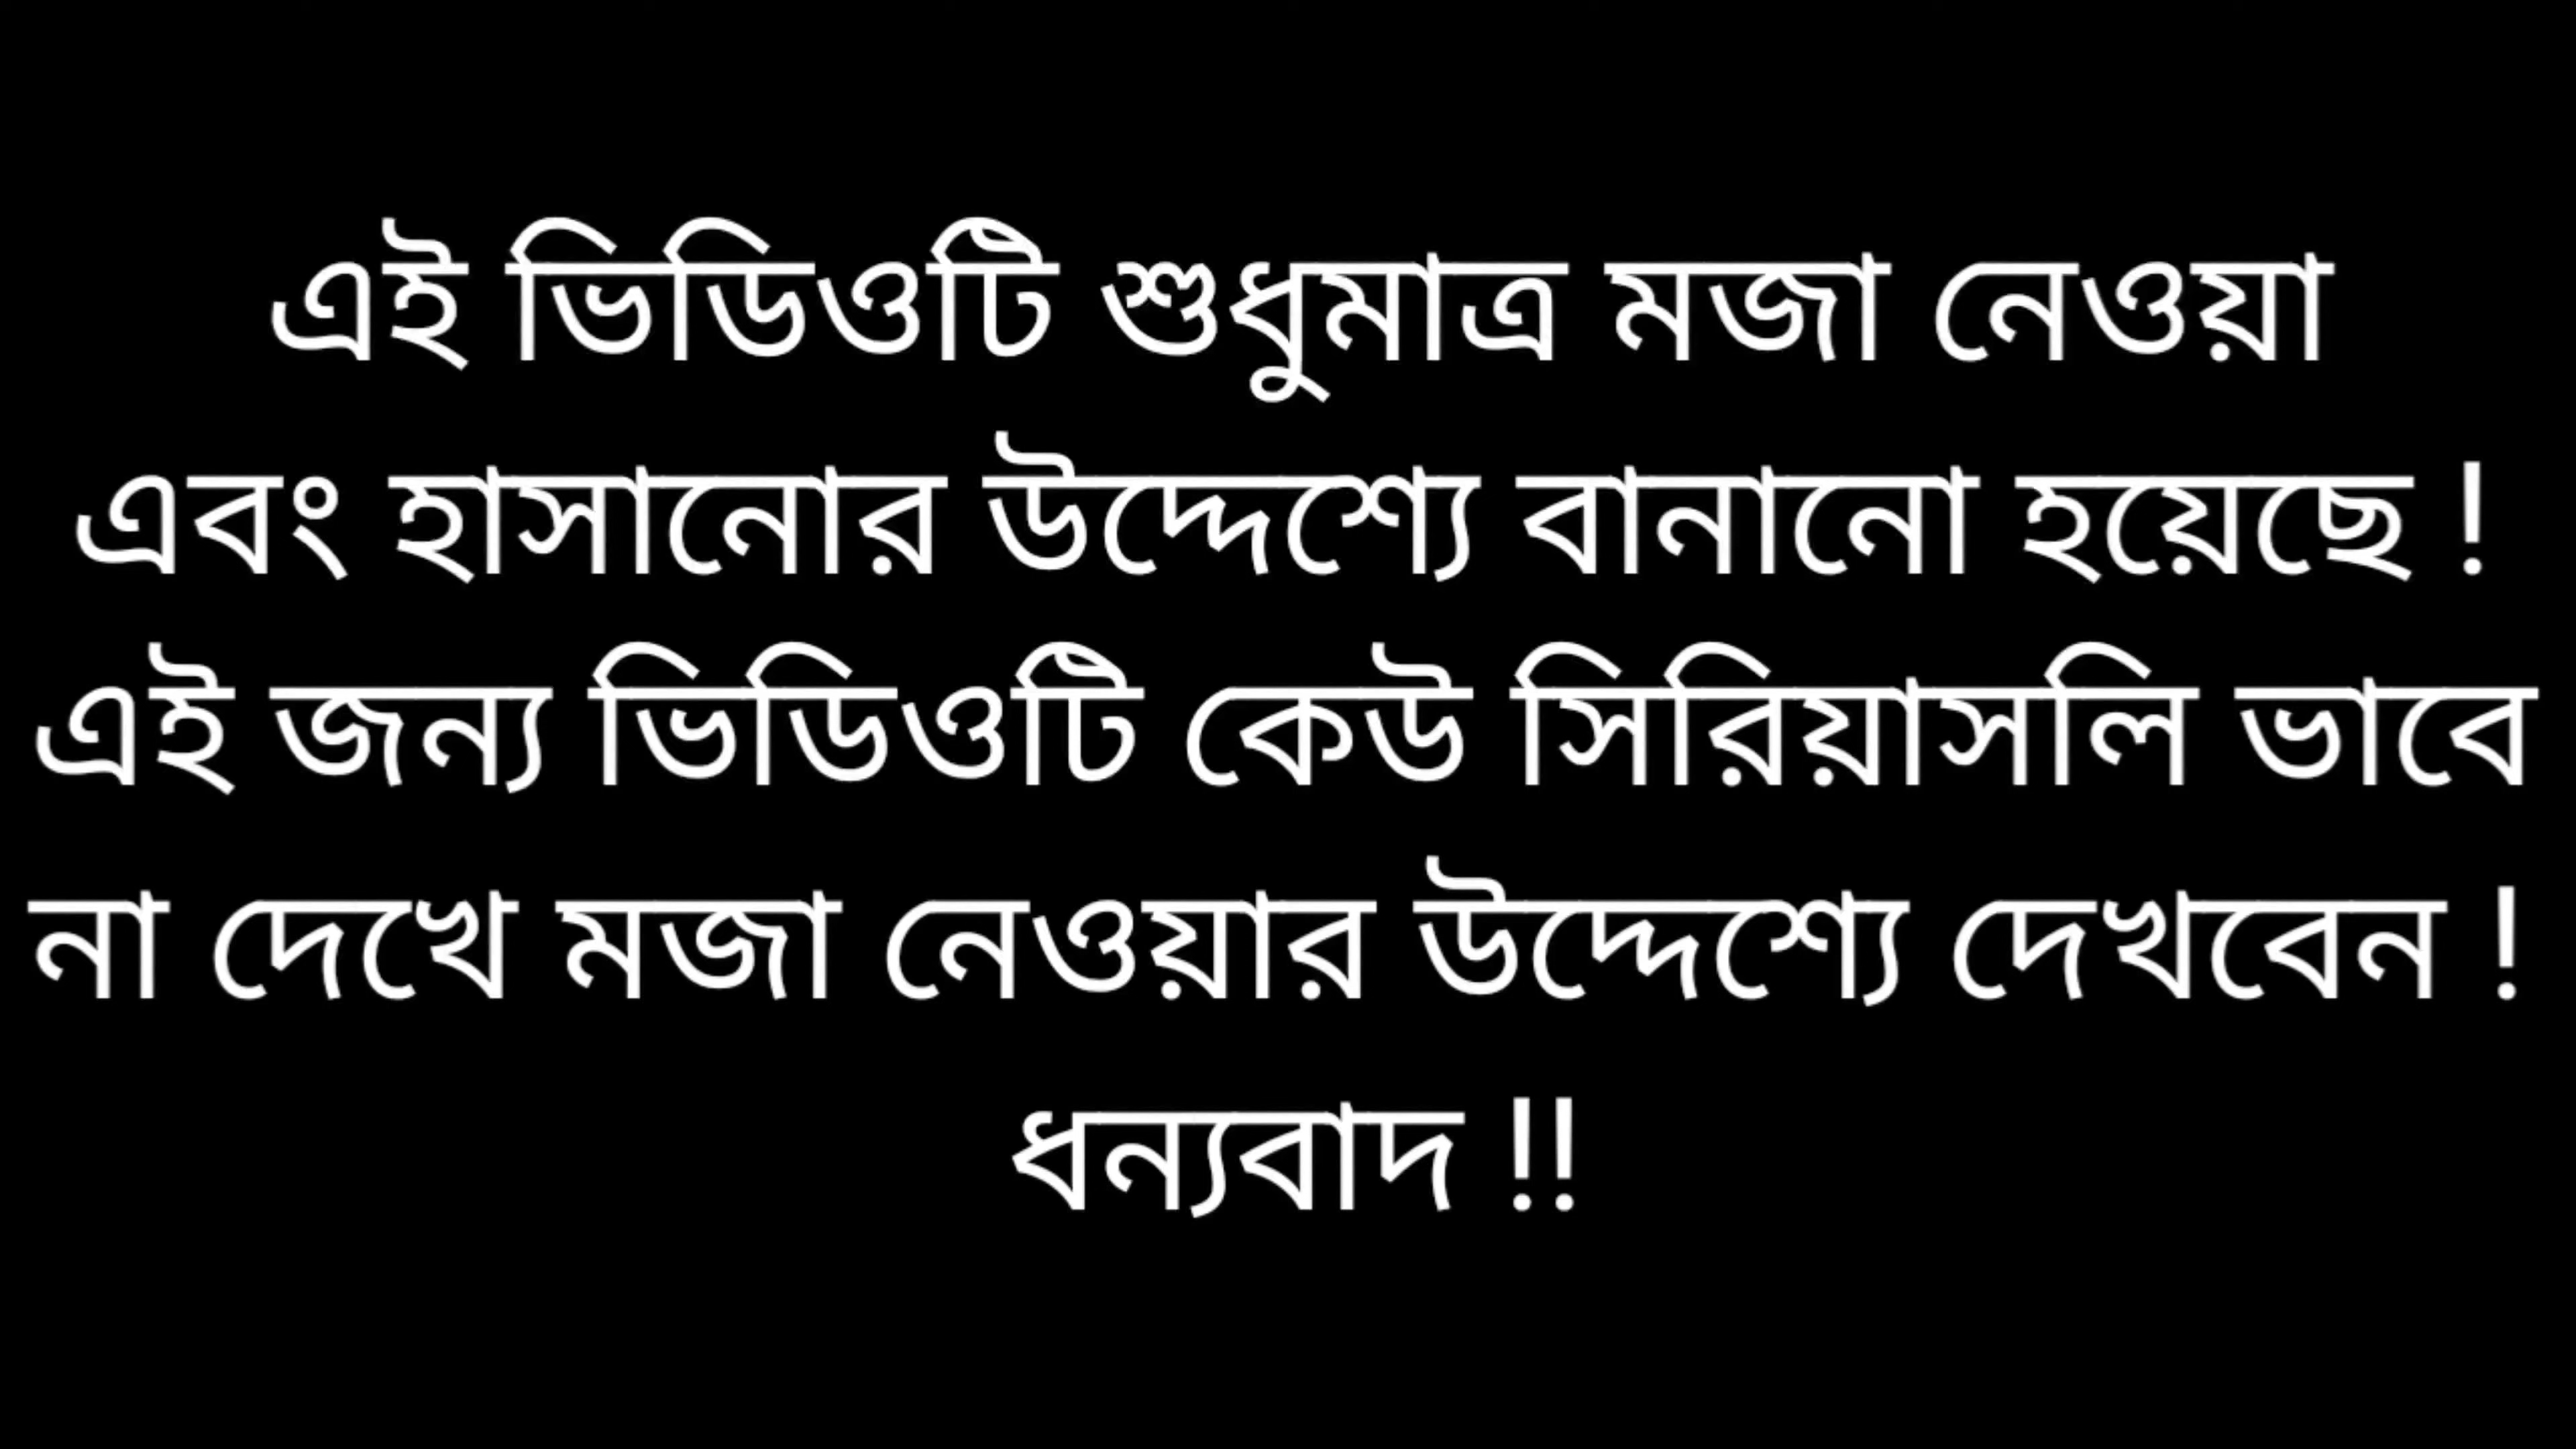 এই ভিডিওটি শুধুমাত্র মজা নেওয়া
এবং হাসানোর উদ্দেশ্যে বানানো হয়েছে !
এই জন্য ভিডিওটি কেউ সিরিয়াসলি ভাবে
না দেখে মজা নেওয়ার উদ্দেশ্যে দেখবেন !
ধন্যবাদ !!